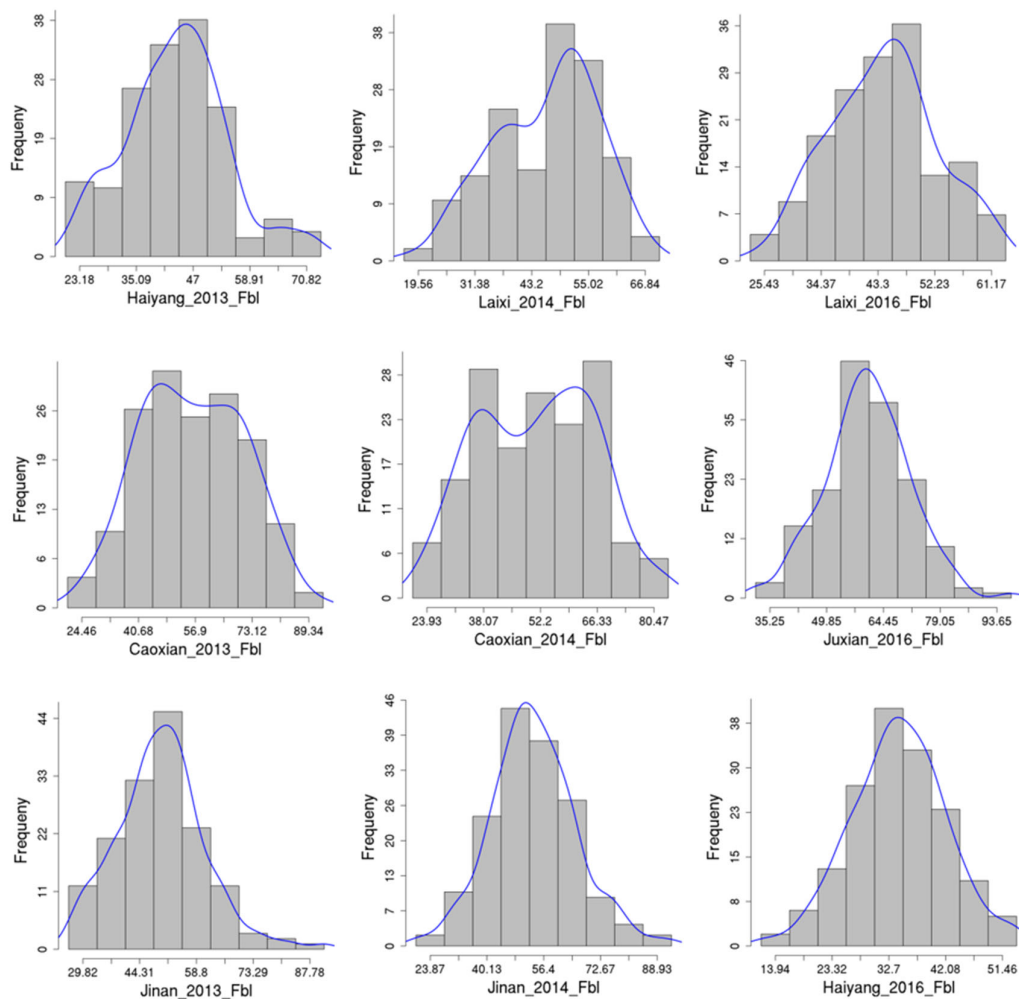 Frequeny
0 9 19 28 38
23.18 35.09 47 58.91 70.82
Haiyang_2013_Fbl
Frequeny
0 9 19 28 38
19.56 31.38 43.2 55.02 66.84
Laixi_2014_Fbl
Frequeny
0 7 14 21 29 36
25.43 34.37 43.3 52.23 61.17
Laixi_2016_Fbl
Frequeny
0 6 13 19 26
24.46 40.68 56.9 73.12 89.34
Caoxian_2013_Fbl
Frequeny
0 6 11 17 23 28
23.93 38.07 52.2 66.33 80.47
Caoxian_2014_Fbl
Frequeny
0 12 23 35 46
35.25 49.85 64.45 79.05 93.65
Juxian_2016_Fbl
Frequeny
0 11 22 33 44
29.82 44.31 58.8 73.29 87.78
Jinan_2013_Fbl
Frequeny
0 7 13 20 26 33 39 46
23.87 40.13 56.4 72.67 88.93
Jinan_2014_Fbl
Frequeny
0 8 15 23 30 38
13.94 23.32 32.7 42.08 51.46
Haiyang_2016_Fbl